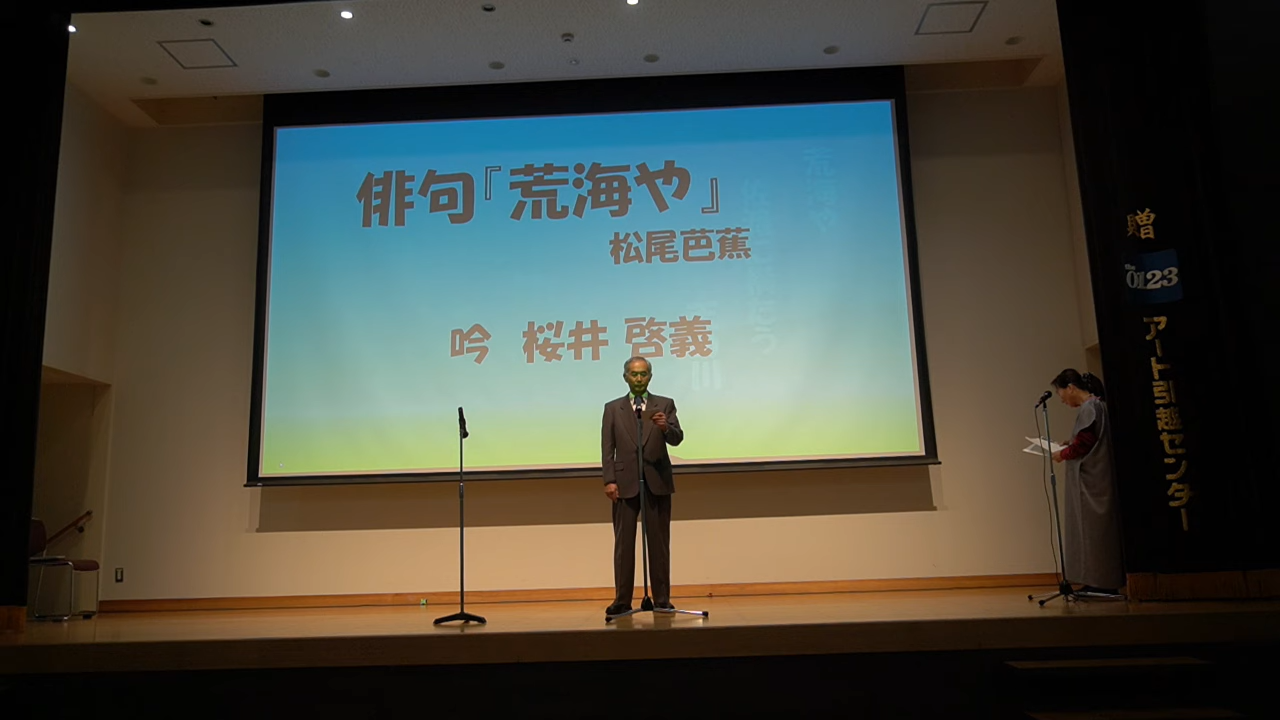 俳句『荒海や』
松尾芭蕉
吟 桜井 啓義
贈
the
0123
アート引越センター